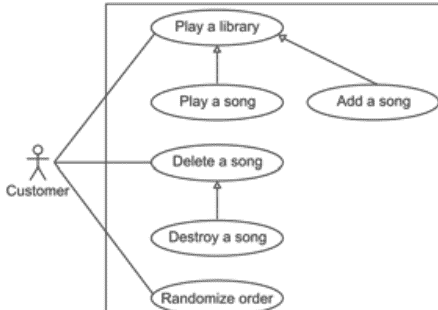 Play a library
Play a song
Add a song
Delete a song
Customer
Destroy a song
Randomize order